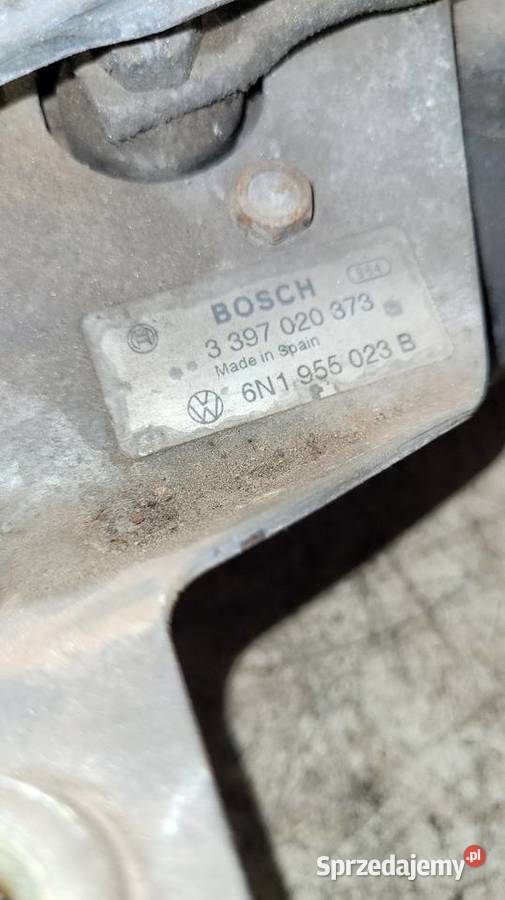 BOSCH
3 397 020 373
Made in Spain
6N1 955 023 B
Sprzedajemy.pl